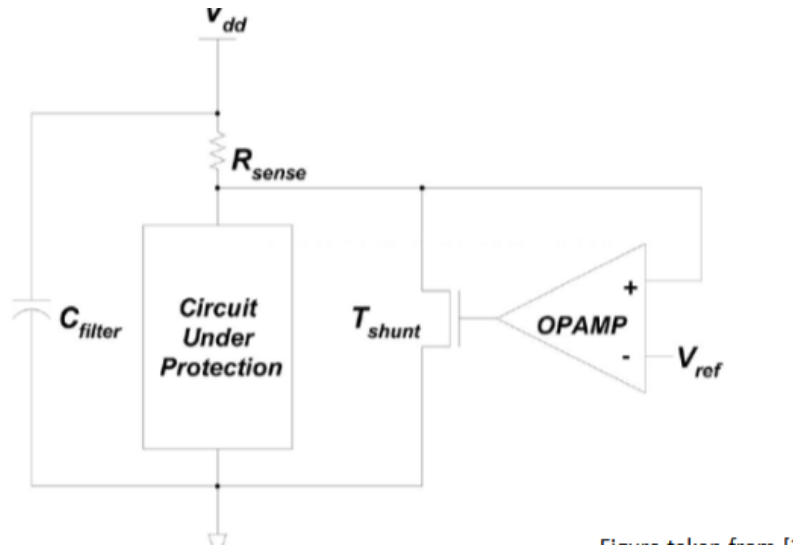 Vdd
Rsense
Cfilter
Circuit
Under
Protection
Tshunt
+
OPAMP
-
Vref
Figure taken from [